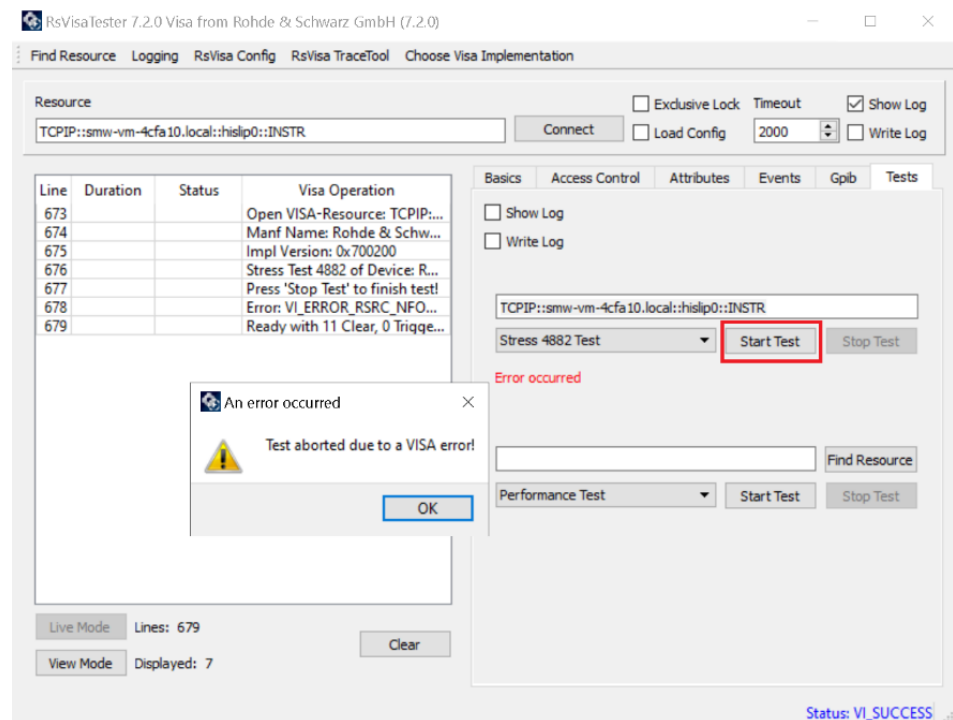 RsVisaTester 7.2.0 Visa from Rohde & Schwarz GmbH (7.2.0)
Find Resource Logging RsVisa Config RsVisa TraceTool Choose Visa Implementation
Resource
Exclusive Lock Timeout Show Log
TCPIP::smw-vm-4cfa10.local::hislip0::INSTR Connect Load Config 2000 Write Log
Basics Access Control Attributes Events Gpib Tests
Line Duration Status Visa Operation
673 Open VISA-Resource: TCPIP:...
674 Manf Name: Rohde & Schw...
675 Impl Version: 0x700200
676 Stress Test 4882 of Device: R...
677 Press 'Stop Test' to finish test!
678 Error: VI_ERROR_RSRC_NFO...
679 Ready with 11 Clear, 0 Trigge...
Show Log
Write Log
TCPIP::smw-vm-4cfa10.local::hislip0::INSTR
Stress 4882 Test Start Test Stop Test
Error occurred
An error occurred
Test aborted due to a VISA error!
OK
Find Resource
Performance Test Start Test Stop Test
Live Mode Lines: 679
Clear
View Mode Displayed: 7
Status: VI_SUCCESS